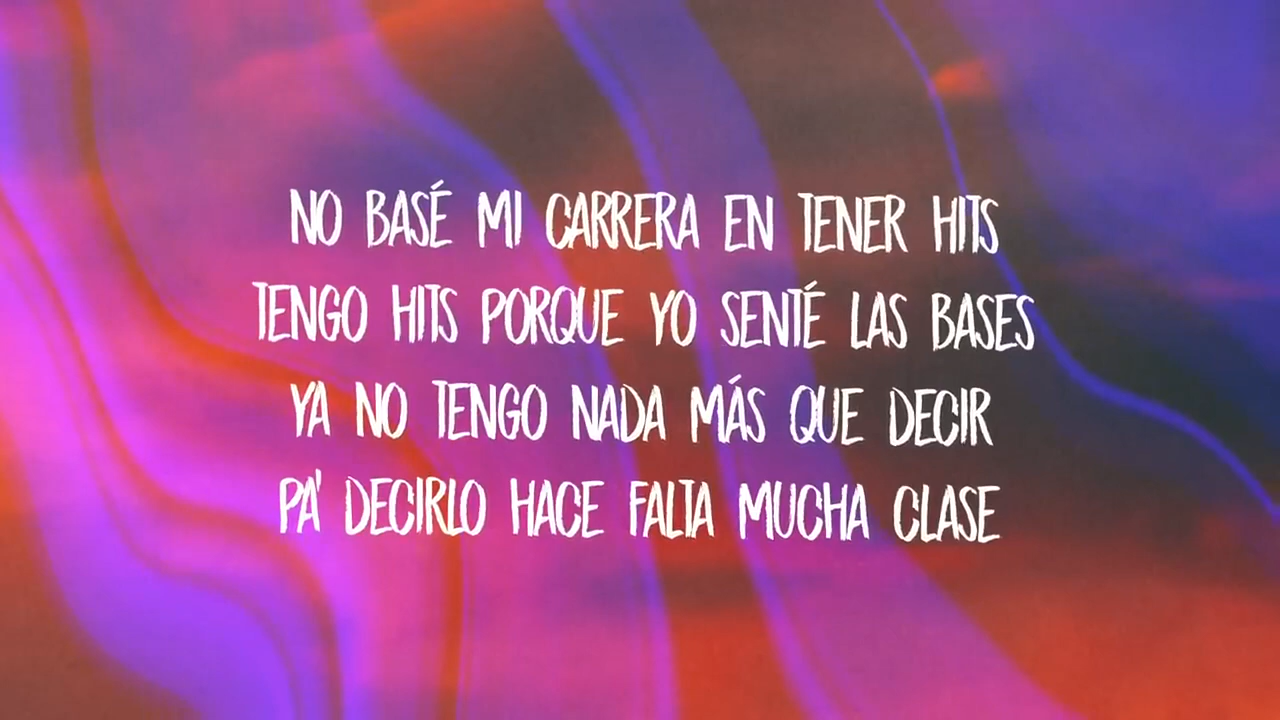 NO BASÉ MI CARRERA EN TENER HITS
TENGO HITS PORQUE YO SENTÉ LAS BASES
YA NO TENGO NADA MÁS QUE DECIR
PA' DECIRLO HACE FALTA MUCHA CLASE